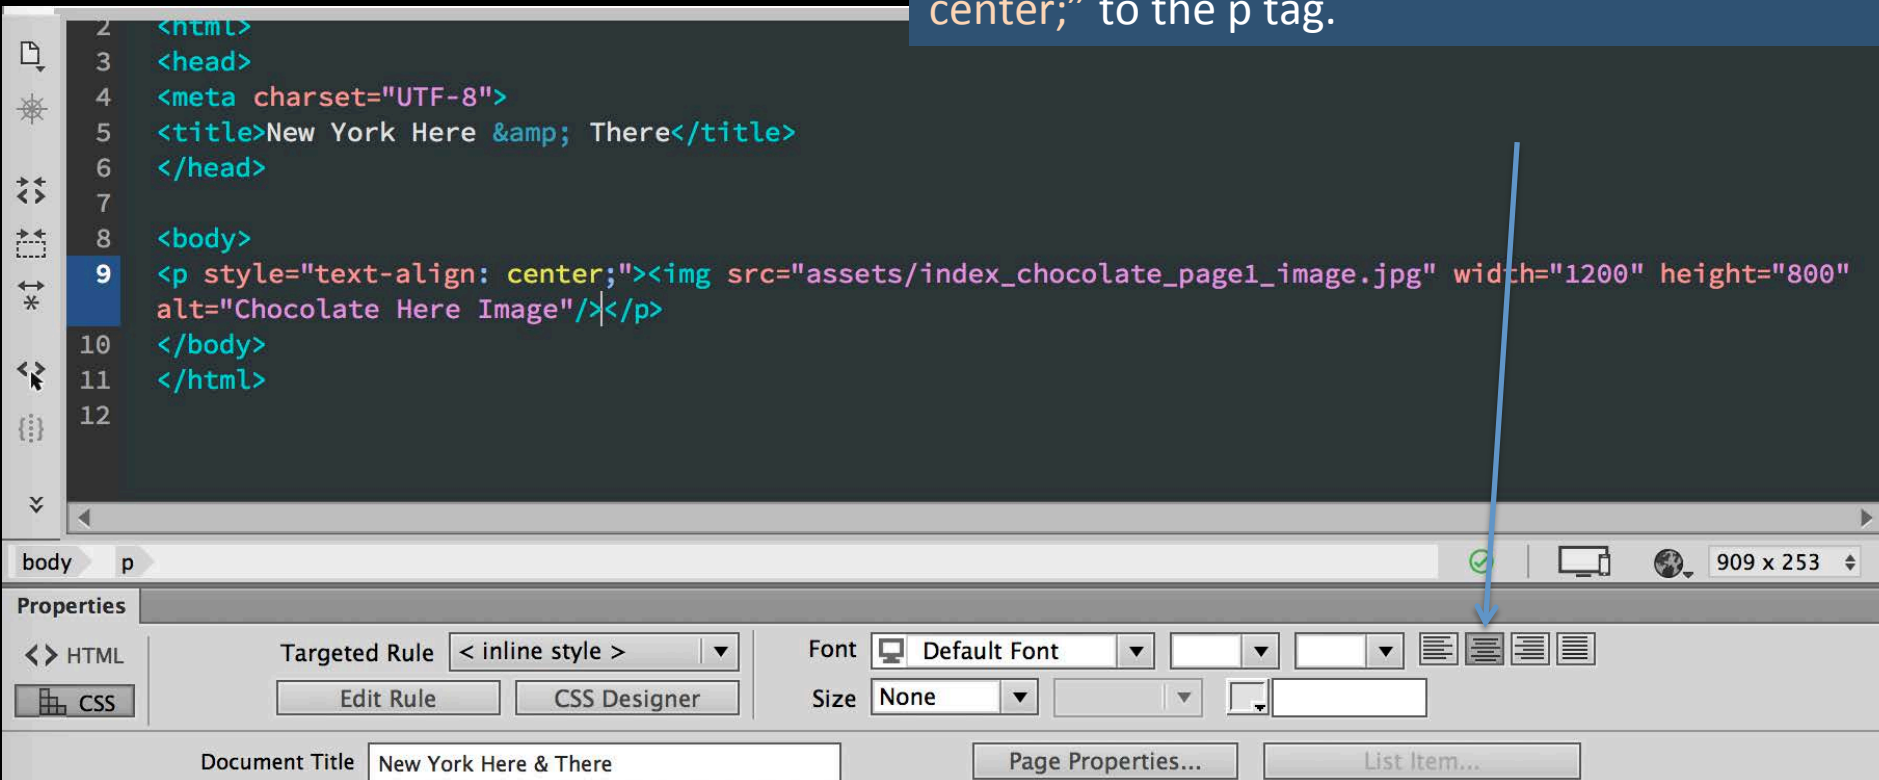 center;” to the p tag.
2 <html>
3 <head>
4 <meta charset="UTF-8">
5 <title>New York Here &amp; There</title>
6 </head>
7
8 <body>
9 <p style="text-align: center;"><img src="assets/index_chocolate_page1_image.jpg" width="1200" height="800"
alt="Chocolate Here Image"/></p>
10 </body>
11 </html>
12
body p 909 x 253
Properties
<> HTML Targeted Rule < inline style > Font Default Font
CSS Edit Rule CSS Designer Size None
Document Title New York Here & There Page Properties... List Item...